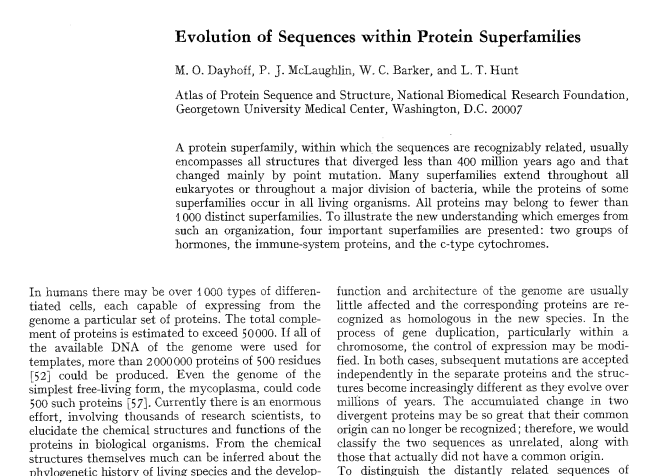 Evolution of Sequences within Protein Superfamilies
M. O. Dayhoff, P. J. McLaughlin, W. C. Barker, and L. T. Hunt
Atlas of Protein Sequence and Structure, National Biomedical Research Foundation,
Georgetown University Medical Center, Washington, D.C. 20007
A protein superfamily, within which the sequences are recognizably related, usually
encompasses all structures that diverged less than 400 million years ago and that
changed mainly by point mutation. Many superfamilies extend throughout all
eukaryotes or throughout a major division of bacteria, while the proteins of some
superfamilies occur in all living organisms. All proteins may belong to fewer than
1000 distinct superfamilies. To illustrate the new understanding which emerges from
such an organization, four important superfamilies are presented: two groups of
hormones, the immune-system proteins, and the c-type cytochromes.
In humans there may be over 1000 types of differen-
tiated cells, each capable of expressing from the
genome a particular set of proteins. The total comple-
ment of proteins is estimated to exceed 50000. If all of
the available DNA of the genome were used for
templates, more than 2000000 proteins of 500 residues
[52] could be produced. Even the genome of the
simplest free-living form, the mycoplasma, could code
500 such proteins [57]. Currently there is an enormous
effort, involving thousands of research scientists, to
elucidate the chemical structures and functions of the
proteins in biological organisms. From the chemical
structures themselves much can be inferred about the
phylogenetic history of living species and the develop-
function and architecture of the genome are usually
little affected and the corresponding proteins are re-
cognized as homologous in the new species. In the
process of gene duplication, particularly within a
chromosome, the control of expression may be modi-
fied. In both cases, subsequent mutations are accepted
independently in the separate proteins and the struc-
tures become increasingly different as they evolve over
millions of years. The accumulated change in two
divergent proteins may be so great that their common
origin can no longer be recognized; therefore, we would
classify the two sequences as unrelated, along with
those that actually did not have a common origin.
To distinguish the distantly related sequences of